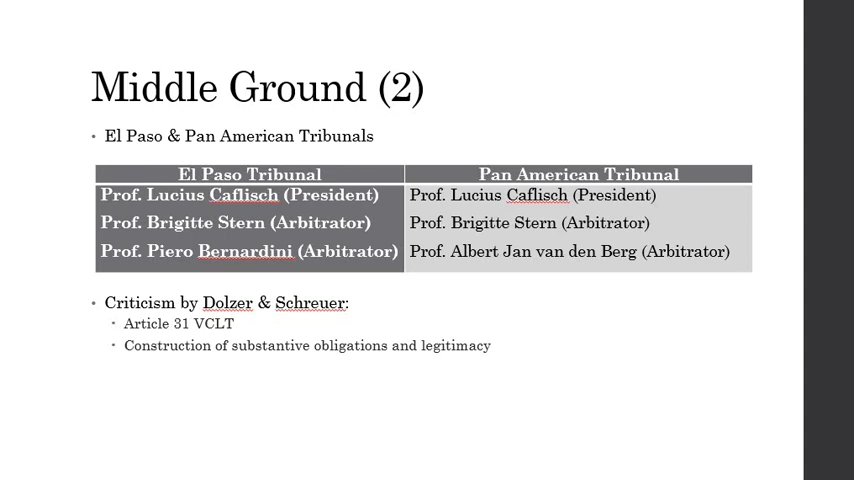 Middle Ground (2)
• El Paso & Pan American Tribunals
El Paso Tribunal Pan American Tribunal
Prof. Lucius Caflisch (President) Prof. Lucius Caflisch (President)
Prof. Brigitte Stern (Arbitrator) Prof. Brigitte Stern (Arbitrator)
Prof. Piero Bernardini (Arbitrator) Prof. Albert Jan van den Berg (Arbitrator)
• Criticism by Dolzer & Schreuer:
• Article 31 VCLT
• Construction of substantive obligations and legitimacy